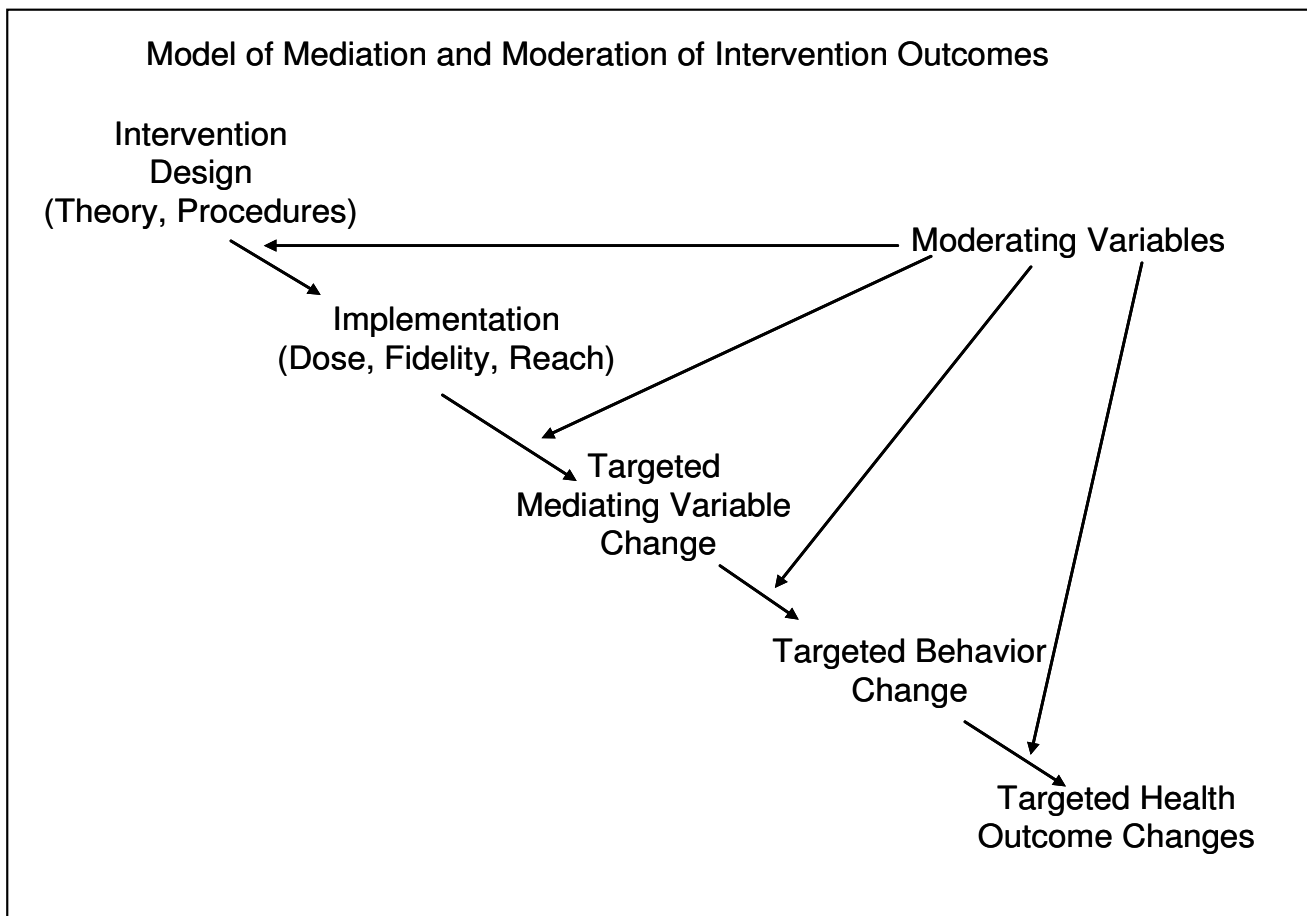 Model of Mediation and Moderation of Intervention Outcomes
Intervention
Design
(Theory, Procedures)
Moderating Variables
Implementation
(Dose, Fidelity, Reach)
Targeted
Mediating Variable
Change
Targeted Behavior
Change
Targeted Health
Outcome Changes